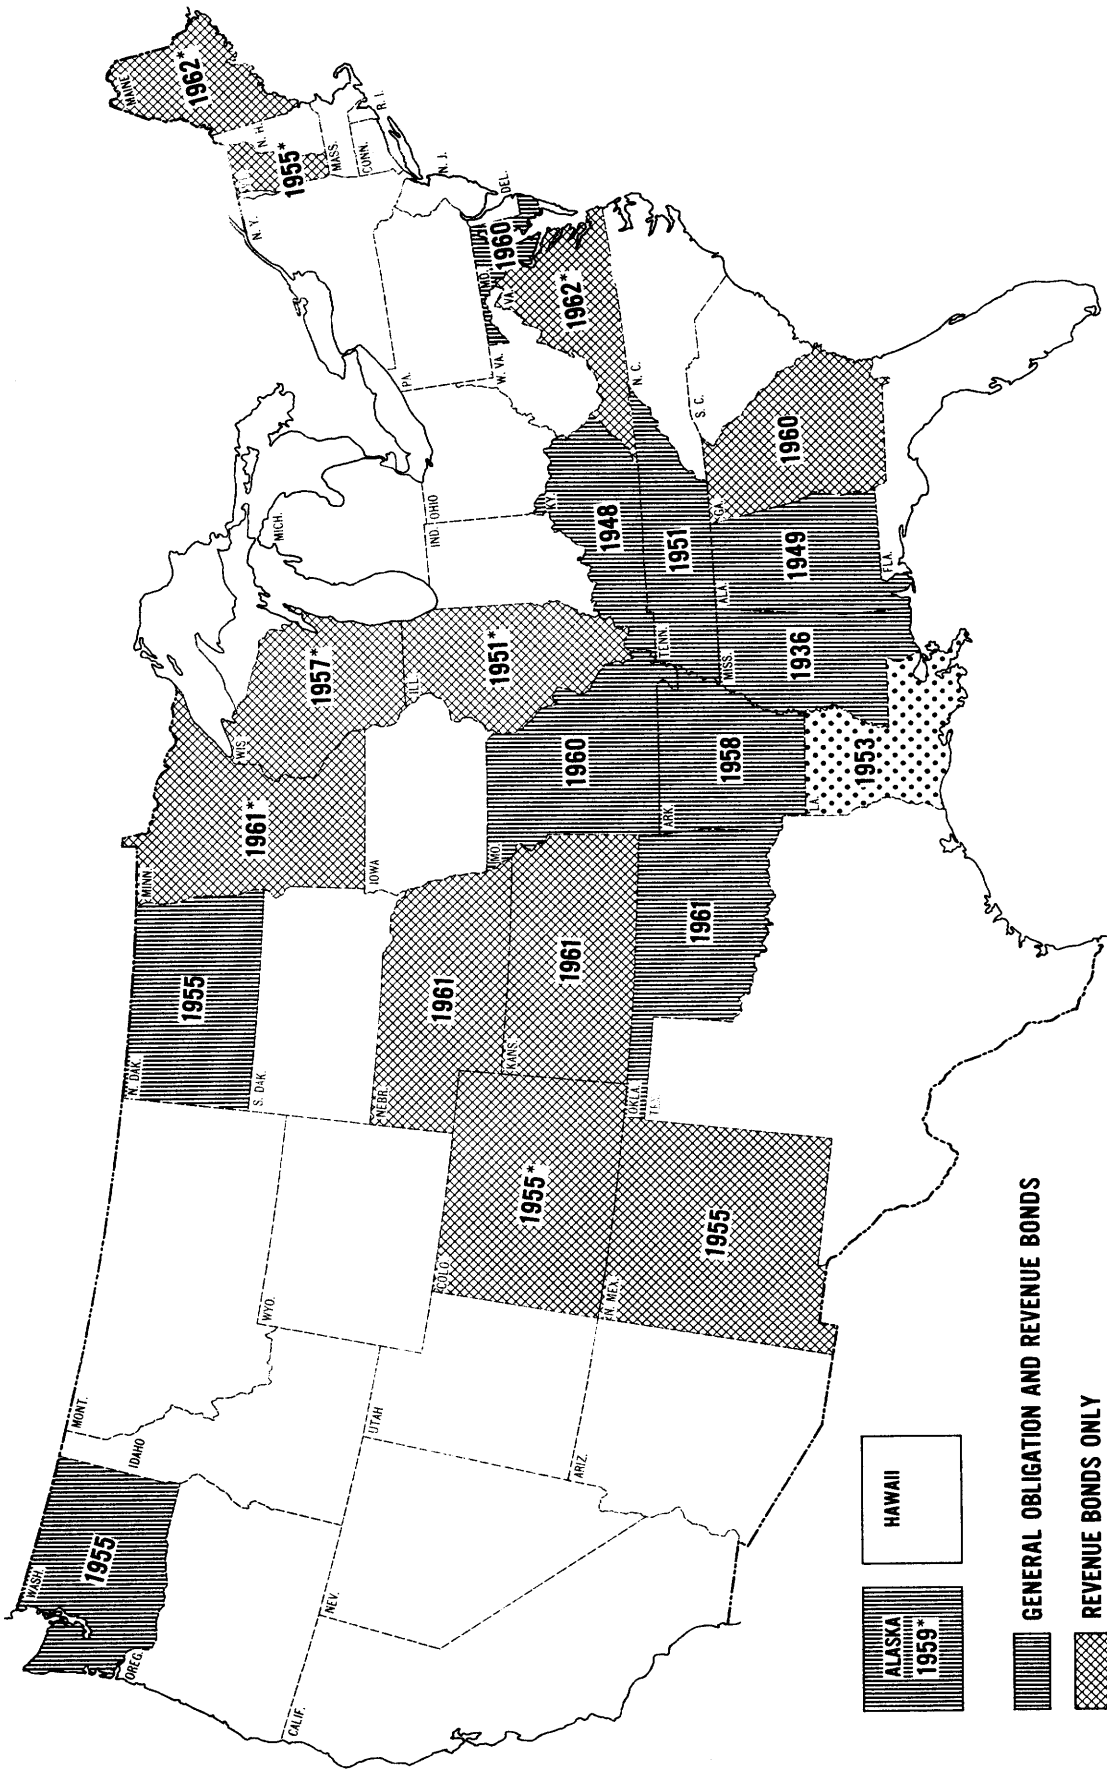 WASH.
1955
OREG.
CALIF.
NEV.
IDAHO
MONT.
WYO.
UTAH
ARIZ.
COLO.
1955*
N. MEX.
1955
N. DAK.
1955
S. DAK.
NEBR.
1961
KANS.
1961
OKLA.
1961
TEX.
MINN.
1961*
IOWA
MO.
1960
ARK.
1958
LA.
1953
WIS.
1957*
ILL.
1951*
MICH.
IND.
OHIO
KY.
1948
TENN.
1951
MISS.
1936
ALA.
1949
GA.
1960
FLA.
S. C.
N. C.
VA.
1962*
W. VA.
MD.
1960
DEL.
PA.
N. J.
N. Y.
CONN.
R. I.
MASS.
1955*
N. H.
MAINE
1962*
ALASKA
1959*
HAWAII
GENERAL OBLIGATION AND REVENUE BONDS
REVENUE BONDS ONLY